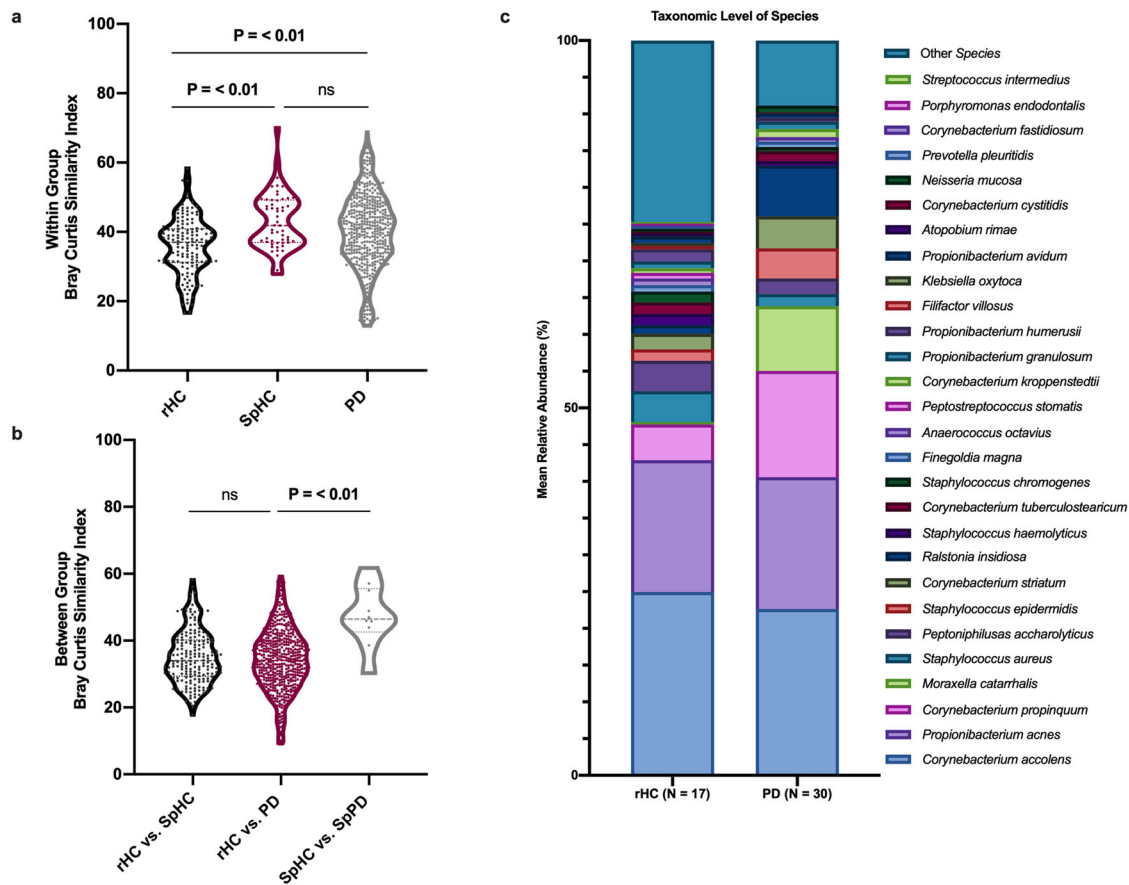 a
100
80
60
40
20
0
Within Group
Bray Curtis Similarity Index
P = < 0.01
P = < 0.01
ns
rHC
SpHC
PD
b
100
80
60
40
20
0
Between Group
Bray Curtis Similarity Index
ns
P = < 0.01
rHC vs. SpHC
rHC vs. PD
SpHC vs. SpPD
c
Taxonomic Level of Species
100
50
0
Mean Relative Abundance (%)
rHC (N = 17)
PD (N = 30)
Other Species
Streptococcus intermedius
Porphyromonas endodontalis
Corynebacterium fastidiosum
Prevotella pleuritidis
Neisseria mucosa
Corynebacterium cystitidis
Atopobium rimae
Propionibacterium avidum
Klebsiella oxytoca
Filifactor villosus
Propionibacterium humerusii
Propionibacterium granulosum
Corynebacterium kroppenstedtii
Peptostreptococcus stomatis
Anaerococcus octavius
Finegoldia magna
Staphylococcus chromogenes
Corynebacterium tuberculostearicum
Staphylococcus haemolyticus
Ralstonia insidiosa
Corynebacterium striatum
Staphylococcus epidermidis
Peptoniphilusas accharolyticus
Staphylococcus aureus
Moraxella catarrhalis
Corynebacterium propinquum
Propionibacterium acnes
Corynebacterium accolens